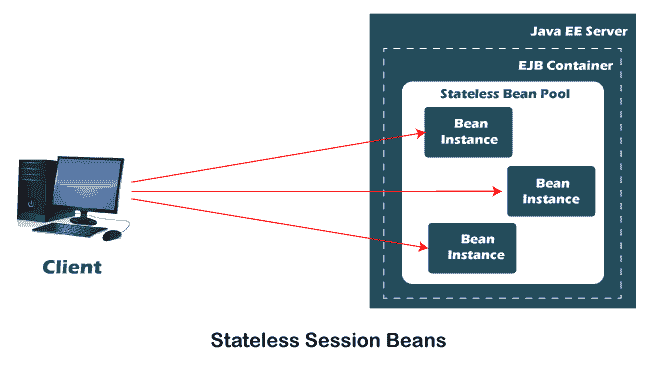 Java EE Server
EJB Container
Stateless Bean Pool
Bean
Instance
Bean
Instance
Bean
Instance
Client
Stateless Session Beans